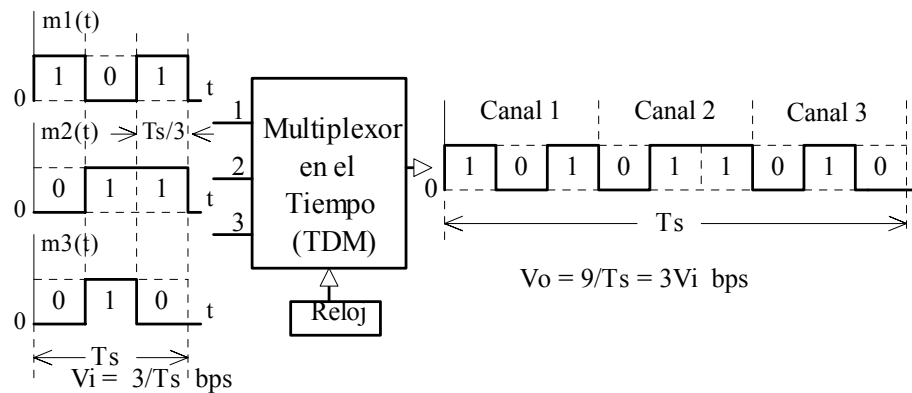 m1(t)
1 0 1
0
t
m2(t)
Ts/3
0 1 1
0
t
m3(t)
0 1 0
0
t
Ts
Vi = 3/Ts bps
1
2
3
Multiplexor
en el
Tiempo
(TDM)
Reloj
Canal 1 Canal 2 Canal 3
1 0 1 0 1 1 0 1 0
0
Ts
Vo = 9/Ts = 3Vi bps